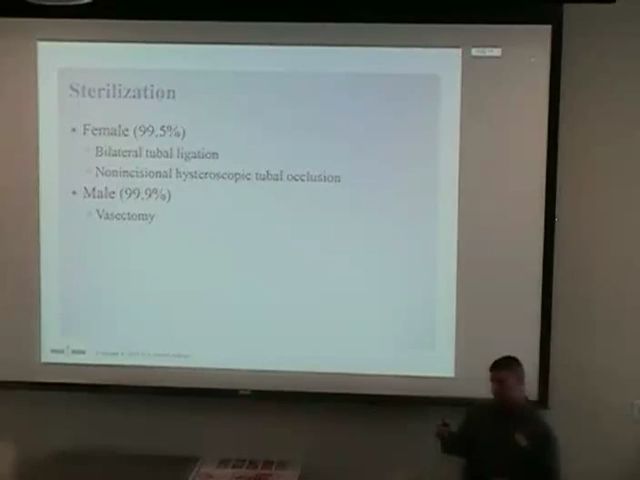 Sterilization
• Female (99.5%)
Bilateral tubal ligation
Nonincisional hysteroscopic tubal occlusion
• Male (99.9%)
Vasectomy